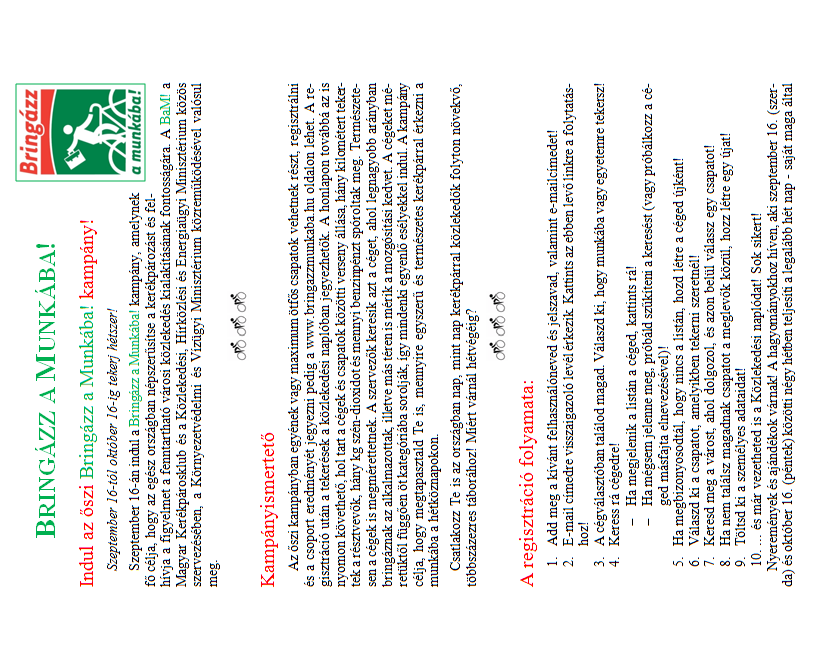 BRINGÁZZ A MUNKÁBA!
Bringázz
a munkába!
Indul az őszi Bringázz a Munkába! kampány!
Szeptember 16-tól október 16-ig tekerj hétszer!
Szeptember 16-án indul a Bringázz a Munkába! kampány, amelynek
fő célja, hogy az egész országban népszerűsítse a kerékpározást és fel-
hívja a figyelmet a fenntartható városi közlekedés kialakításának fontosságára. A BaM! a
Magyar Kerékpárosklub és a Közlekedési, Hírközlési és Energiaügyi Minisztérium közös
szervezésében, a Környezetvédelmi és Vízügyi Minisztérium közreműködésével valósul
meg.
Kampányismertető
Az őszi kampányban egyének vagy maximum ötfős csapatok vehetnek részt, regisztrálni
és a csoport eredményét jegyezni pedig a www.bringazzmunkaba.hu oldalon lehet. A re-
gisztráció után a tekerések a közlekedési naplóban jegyezhetők. A honlapon továbbá az is
nyomon követhető, hol tart a cégek és csapatok közötti verseny állása, hány kilométert teker-
tek a résztvevők, hány kg szén-dioxidot és mennyi benzinpénzt spóroltak meg. Természete-
sen a cégek is megmérettetnek. A szervezők keresik azt a céget, ahol legnagyobb arányban
bringáznak az alkalmazottak, illetve más téren is mérik a mozgósítási kedvet. A cégeket mé-
retüktől függően öt kategóriába sorolják, így mindenki egyenlő esélyekkel indul. A kampány
célja, hogy megtapasztald Te is, mennyire egyszerű és természetes kerékpárral érkezni a
munkába a hétköznapokon.
Csatlakozz Te is az országban nap, mint nap kerékpárral közlekedők folyton növekvő,
többszázezres táborához! Miért várnál hétvégéig?
A regisztráció folyamata:
1. Add meg a kívánt felhasználóneved és jelszavad, valamint e-mailcímedet!
2. E-mail címedre visszaigazoló levél érkezik. Kattints az ebben levő linkre a folytatás-
hoz!
3. A cégválasztóban találod magad. Válaszd ki, hogy munkába vagy egyetemre tekersz!
4. Keress rá cégedre!
– Ha megjelenik a listán a céged, kattints rá!
– Ha mégsem jelenne meg, próbáld szűkíteni a keresést (vagy próbálkozz a cé-
ged másfajta elnevezésével)!
5. Ha megbizonyosodtál, hogy nincs a listán, hozd létre a céged újként!
6. Válaszd ki a csapatot, amelyikben tekerni szeretnél!
7. Keresd meg a várost, ahol dolgozol, és azon belül válassz egy csapatot!
8. Ha nem találsz magadnak csapatot a meglevők közül, hozz létre egy újat!
9. Töltsd ki a személyes adataidat!
10. ... és már vezetheted is a Közlekedési naplódat! Sok sikert!
Nyeremények és ajándékok várnak! A hagyományokhoz híven, aki szeptember 16. (szer-
da) és október 16. (péntek) közötti négy hétben teljesíti a legalább hét nap - saját maga által